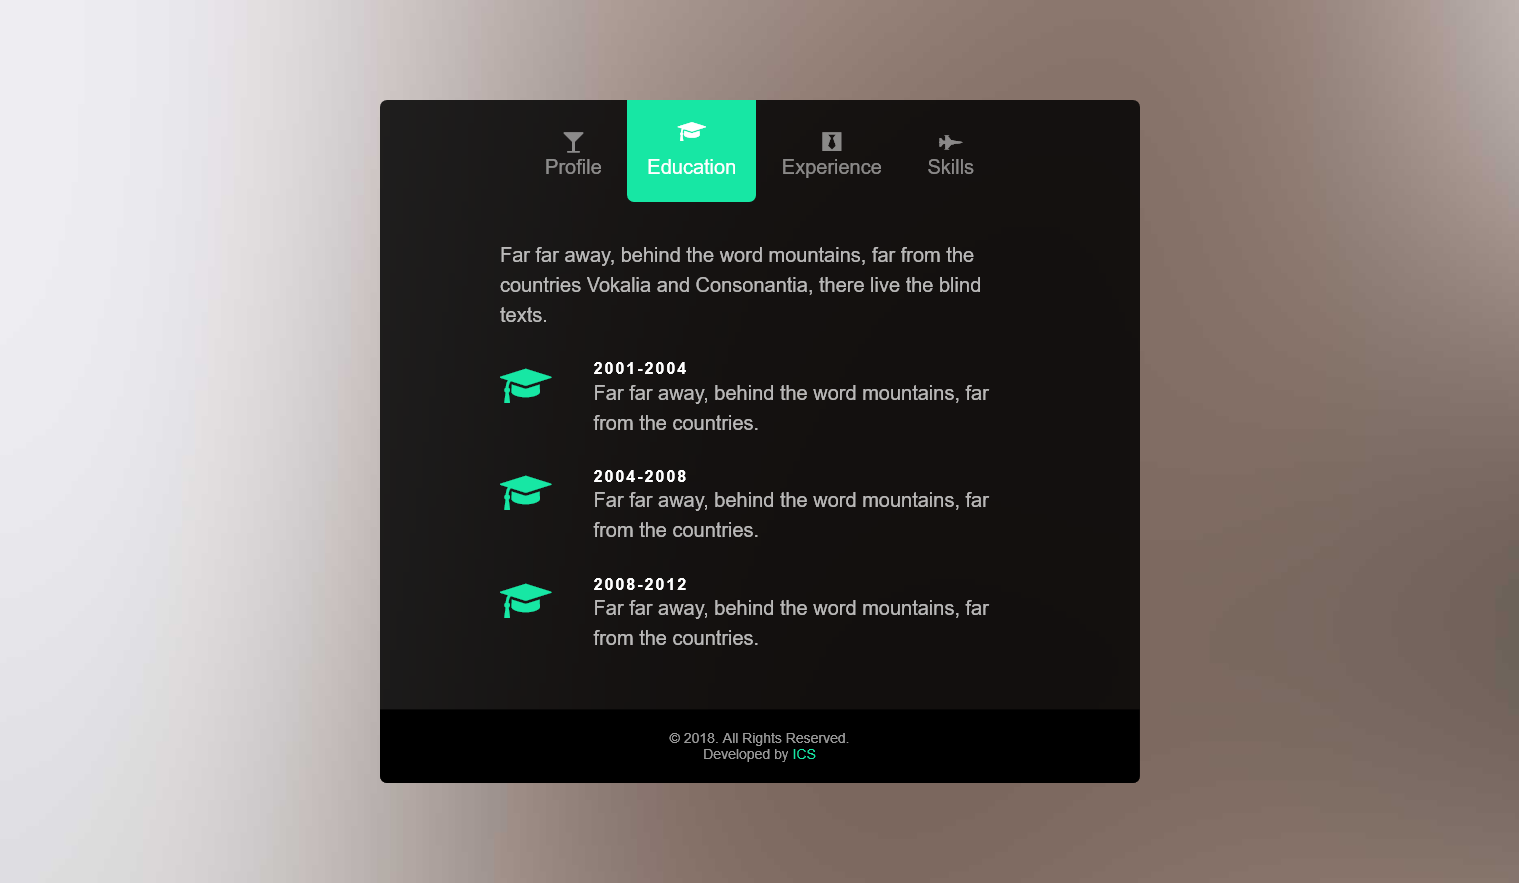 Profile
Education
Experience
Skills
Far far away, behind the word mountains, far from the
countries Vokalia and Consonantia, there live the blind
texts.
2001-2004
Far far away, behind the word mountains, far
from the countries.
2004-2008
Far far away, behind the word mountains, far
from the countries.
2008-2012
Far far away, behind the word mountains, far
from the countries.
© 2018. All Rights Reserved.
Developed by ICS